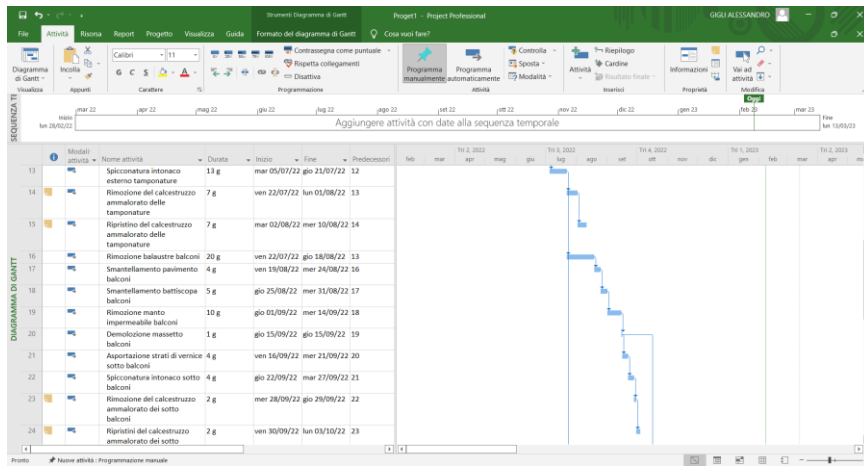 Strumenti Diagramma di Gantt
Proget1 - Project Professional
GIGLI ALESSANDRO
File Attività Risorsa Report Progetto Visualizza Guida Formato del diagramma di Gantt Cosa vuoi fare?
Diagramma di Gantt
Visualizza
Incolla
Appunti
Calibri 11
G C S A
Carattere
Contrassegna come puntuale
Rispetta collegamenti
Disattiva
Programmazione
Programma manualmente
Programma automaticamente
Controlla
Sposta
Modalità
Attività
Attività
Riepilogo
Cardine
Risultato finale
Inserisci
Informazioni
Proprietà
Vai ad attività
Modifica
SEQUENZA TE
Oggi
mar 22 apr 22 mag 22 giu 22 lug 22 ago 22 set 22 ott 22 nov 22 dic 22 gen 23 feb 23 mar 23
Inizio
lun 28/02/22
Aggiungere attività con date alla sequenza temporale
Fine
lun 13/03/23
Modali attività Nome attività Durata Inizio Fine Predecessori
Tri 2, 2022 Tri 3, 2022 Tri 4, 2022 Tri 1, 2023 Tri 2, 2023
feb mar apr mag giu lug ago set ott nov dic gen feb mar apr
DIAGRAMMA DI GANTT
13 Spicconatura intonaco esterno tamponature 13 g mar 05/07/22 gio 21/07/22 12
14 Rimozione del calcestruzzo ammalorato delle tamponature 7 g ven 22/07/22 lun 01/08/22 13
15 Ripristino del calcestruzzo ammalorato delle tamponature 7 g mar 02/08/22 mer 10/08/22 14
16 Rimozione balaustre balconi 20 g ven 22/07/22 gio 18/08/22 13
17 Smantellamento pavimento balconi 4 g ven 19/08/22 mer 24/08/22 16
18 Smantellamento battiscopa balconi 5 g gio 25/08/22 mer 31/08/22 17
19 Rimozione manto impermeabile balconi 10 g gio 01/09/22 mer 14/09/22 18
20 Demolozione massetto balconi 1 g gio 15/09/22 gio 15/09/22 19
21 Asportazione strati di vernice sotto balconi 4 g ven 16/09/22 mer 21/09/22 20
22 Spicconatura intonaco sotto balconi 4 g gio 22/09/22 mar 27/09/22 21
23 Rimozione del calcestruzzo ammalorato dei sotto balconi 2 g mer 28/09/22 gio 29/09/22 22
24 Ripristini del calcestruzzo ammalorato dei sotto 2 g ven 30/09/22 lun 03/10/22 23
Pronto Nuove attività : Programmazione manuale